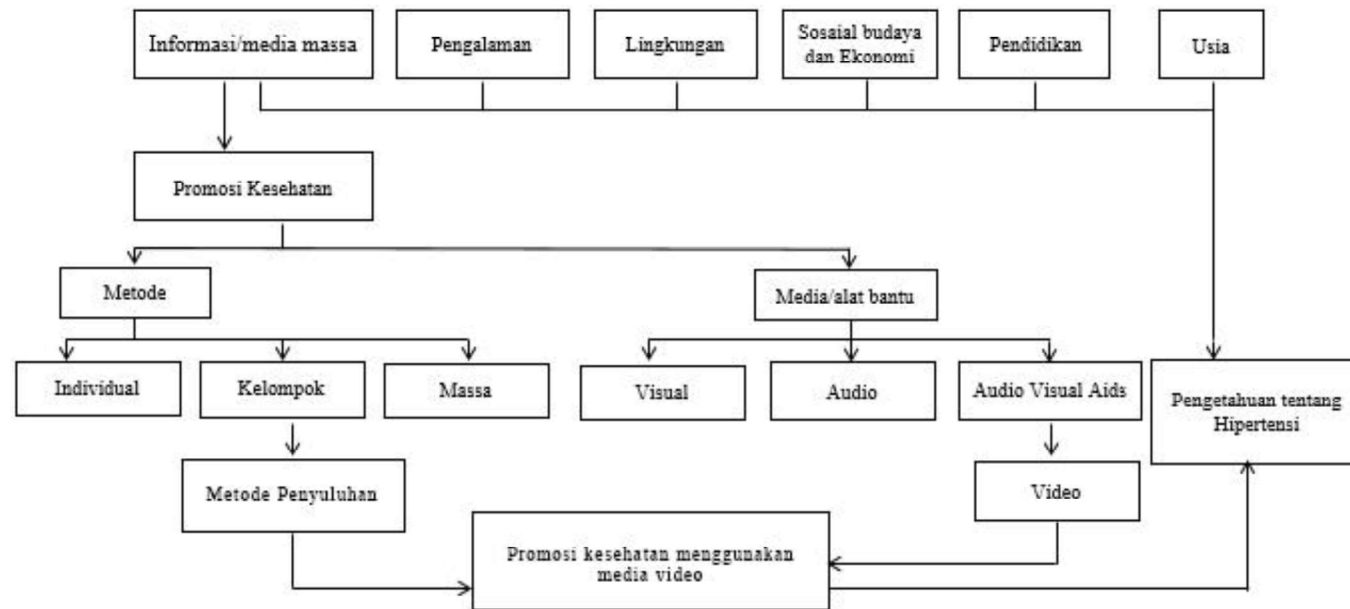 Informasi/media massa
Pengalaman
Lingkungan
Sosaial budaya
dan Ekonomi
Pendidikan
Usia
Promosi Kesehatan
Metode
Media/alat bantu
Individual
Kelompok
Massa
Visual
Audio
Audio Visual Aids
Pengetahuan tentang
Hipertensi
Metode Penyuluhan
Video
Promosi kesehatan menggunakan
media video